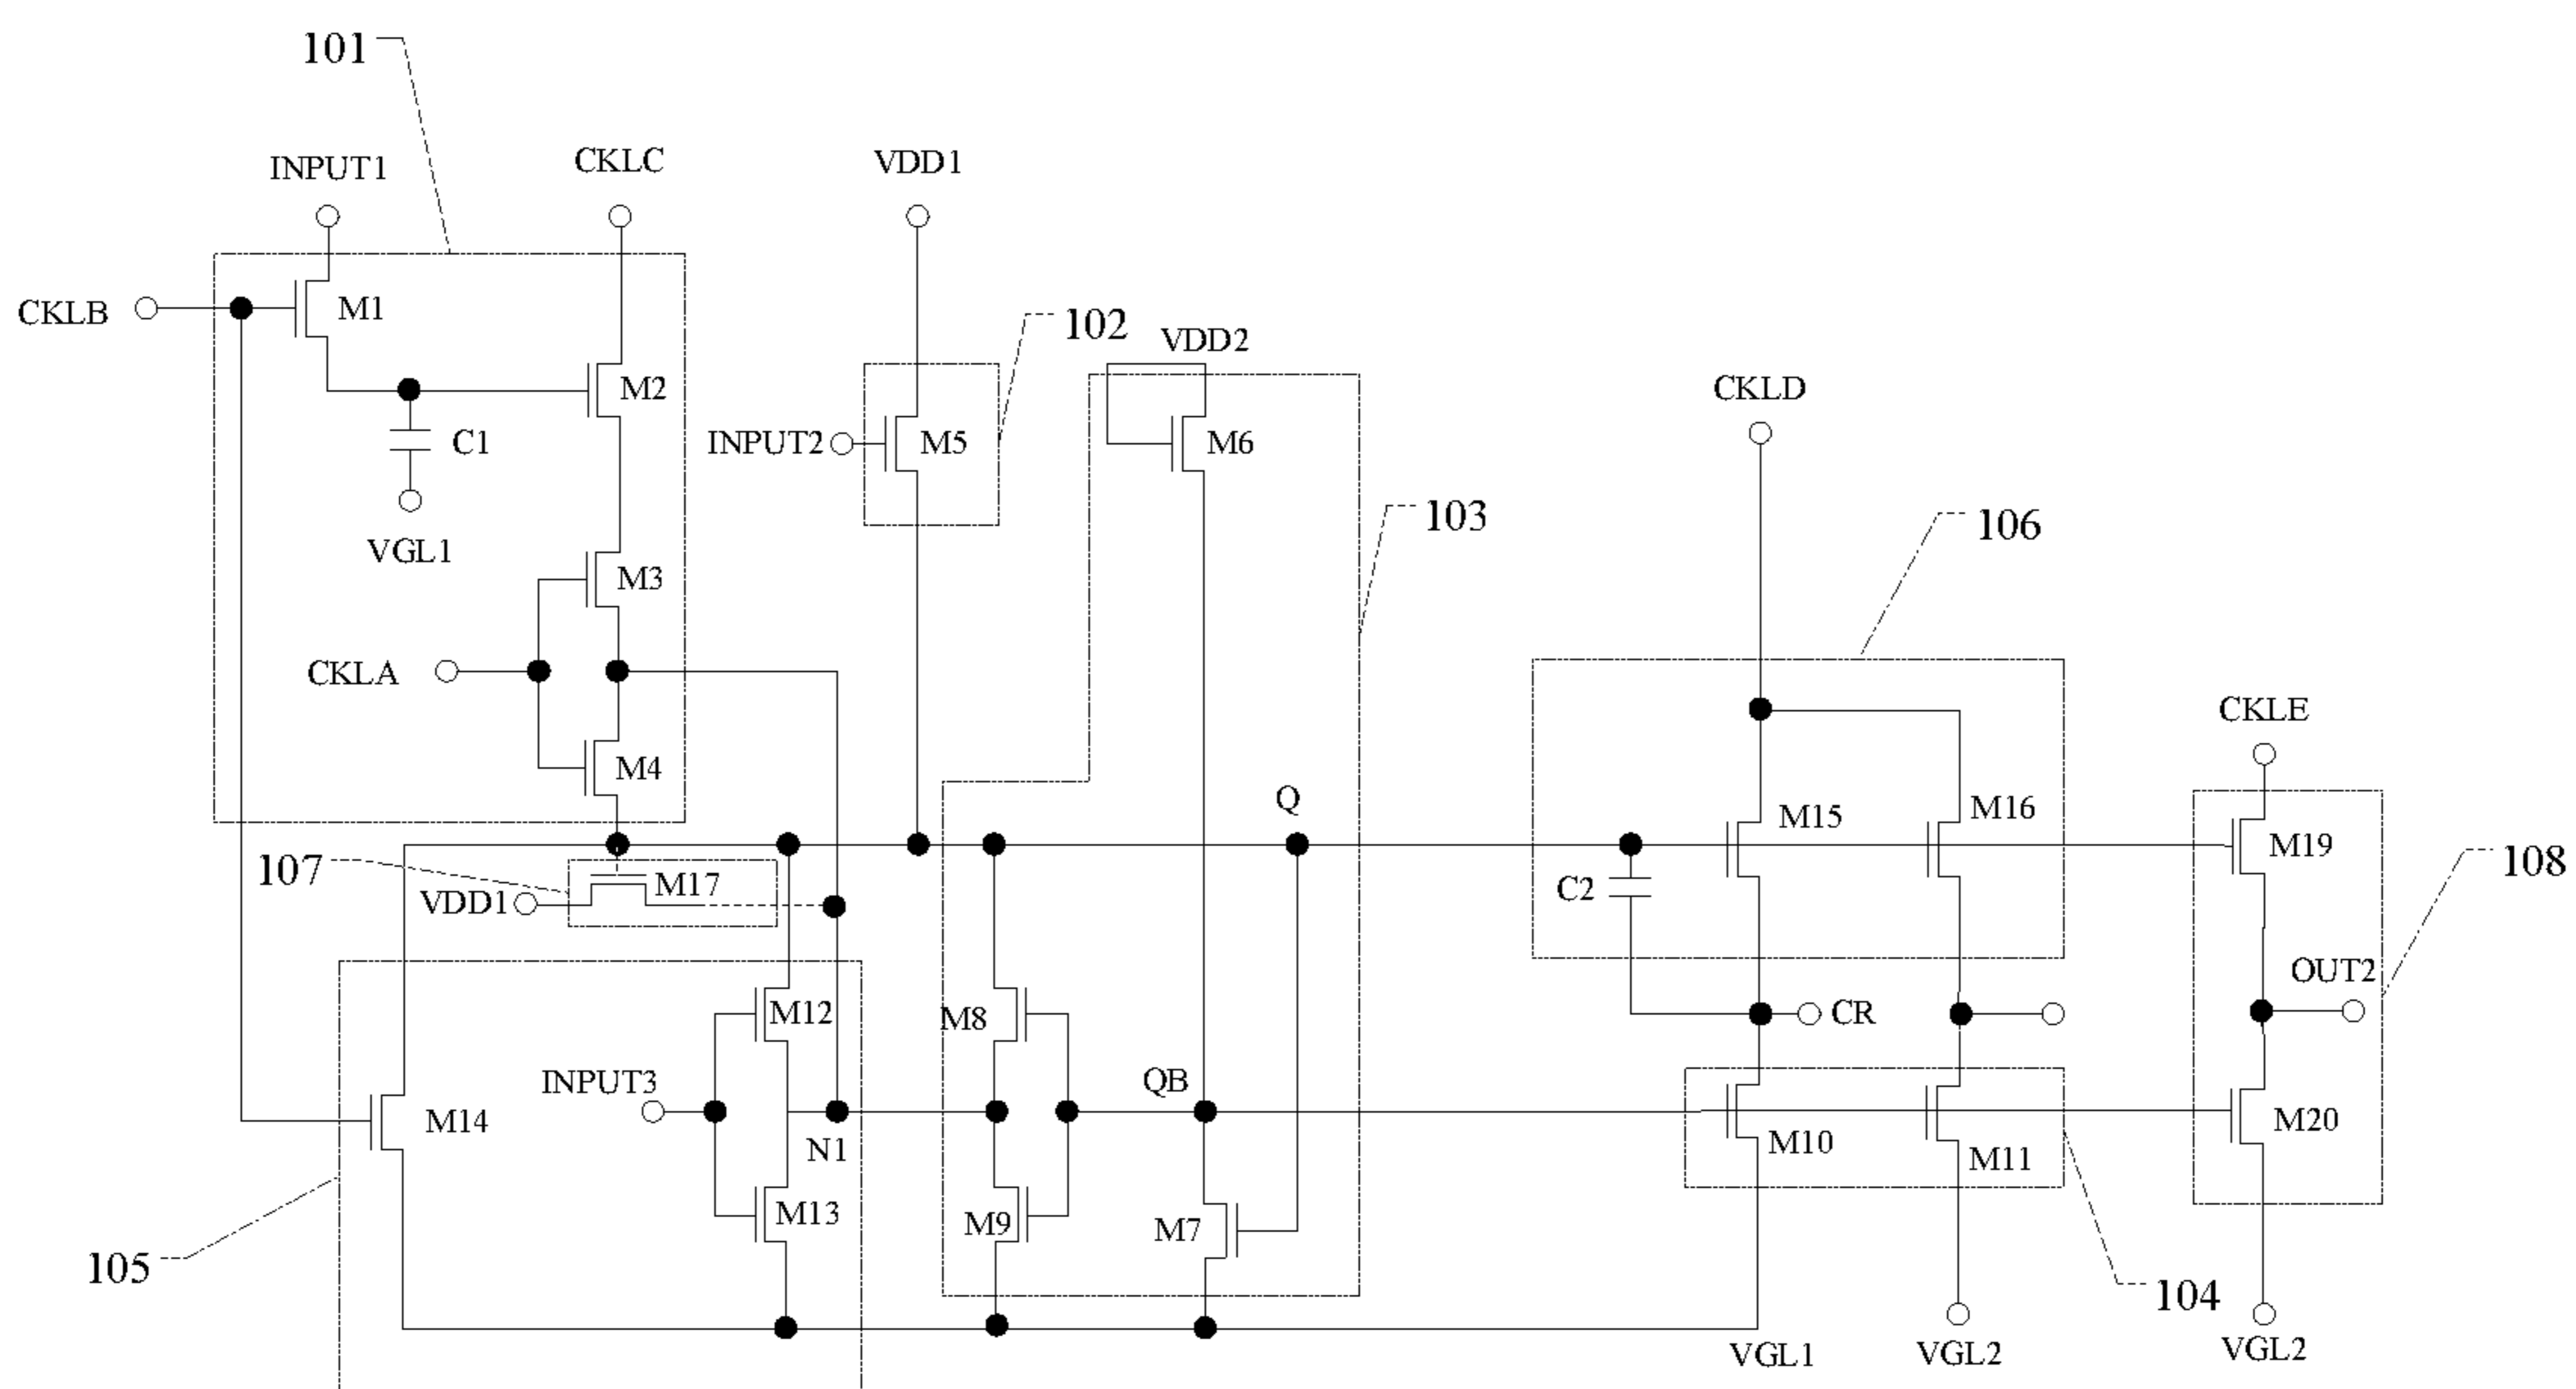 101
INPUT1
CKLC
VDD1
CKLB
M1
102
VDD2
M2
CKLD
C1
INPUT2
M5
M6
103
106
VGL1
M3
CKLA
CKLE
M4
Q
M15
M16
M19
107
VDD1
M17
C2
108
OUT2
M12
M8
CR
INPUT3
QB
M14
N1
M10
M20
M11
M13
M9
M7
105
104
VGL1
VGL2
VGL2